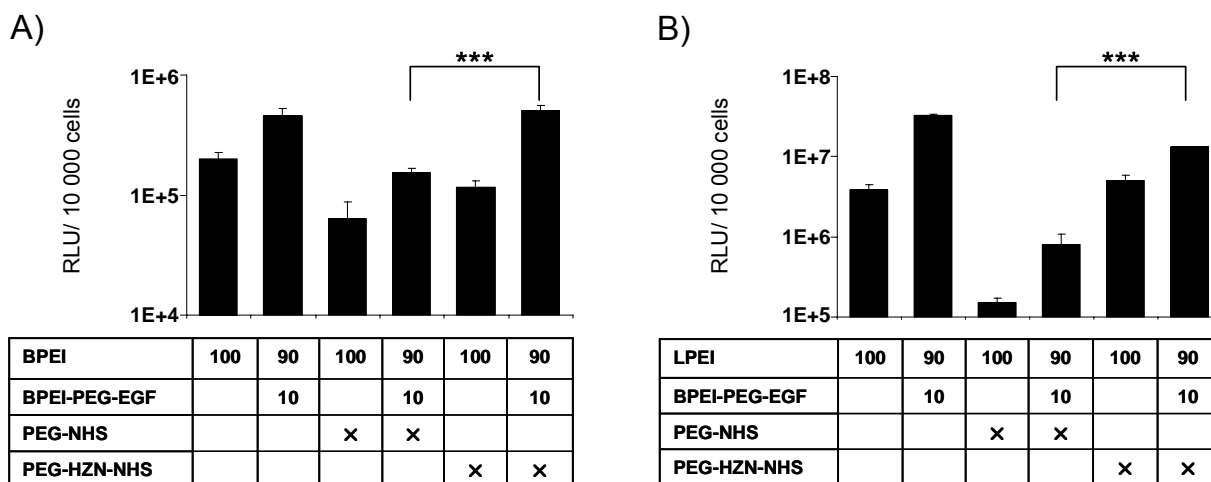 A)
***
1E+6
1E+5
1E+4
RLU/ 10 000 cells
BPEI 100 90 100 90 100 90
BPEI-PEG-EGF 10 10 10
PEG-NHS × ×
PEG-HZN-NHS × ×
B)
***
1E+8
1E+7
1E+6
1E+5
RLU/ 10 000 cells
LPEI 100 90 100 90 100 90
BPEI-PEG-EGF 10 10 10
PEG-NHS × ×
PEG-HZN-NHS × ×